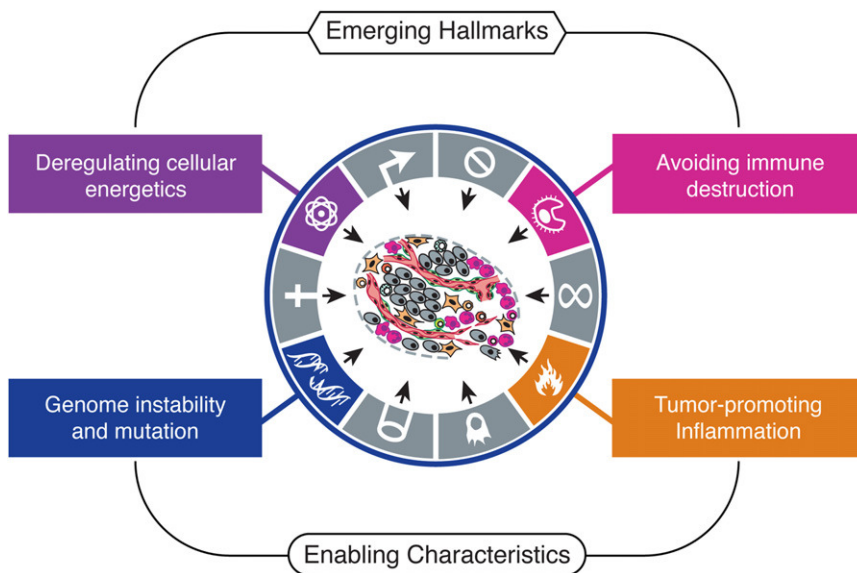 Emerging Hallmarks
Deregulating cellular
energetics
Avoiding immune
destruction
Genome instability
and mutation
Tumor-promoting
Inflammation
Enabling Characteristics